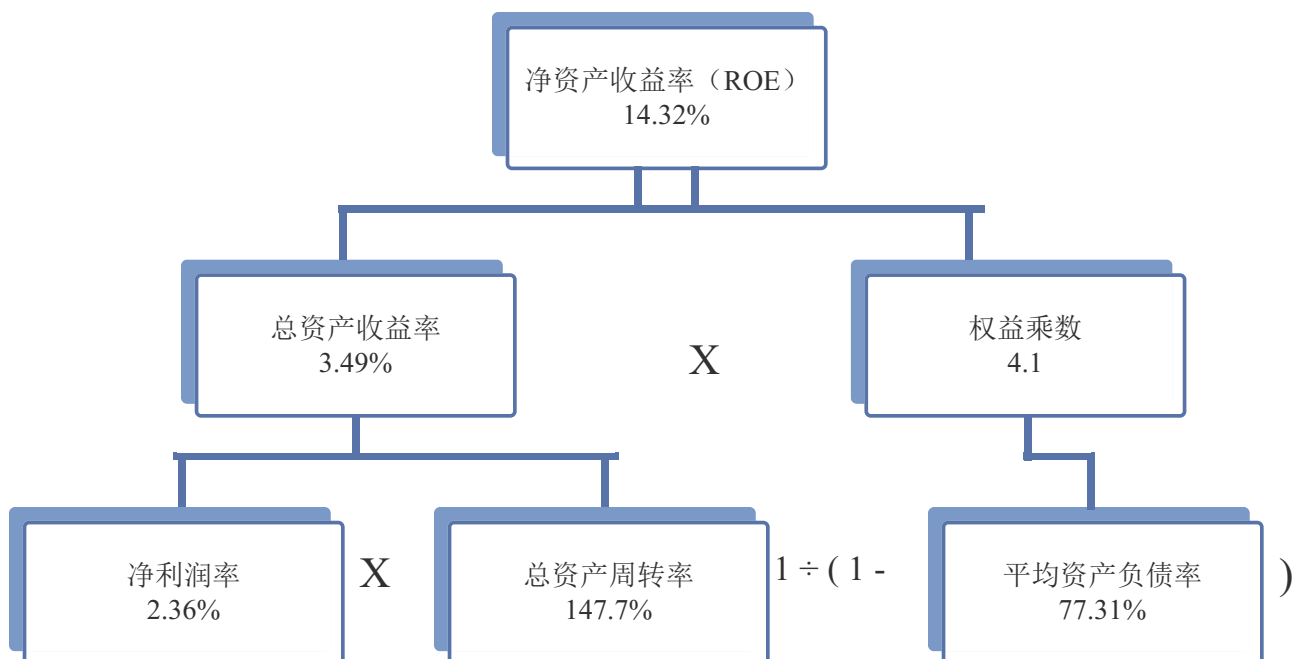 净资产收益率（ROE）
14.32%
总资产收益率
3.49%
X
权益乘数
4.1
净利润率
2.36%
X
总资产周转率
147.7%
1 ÷ ( 1 -
平均资产负债率
77.31%
)